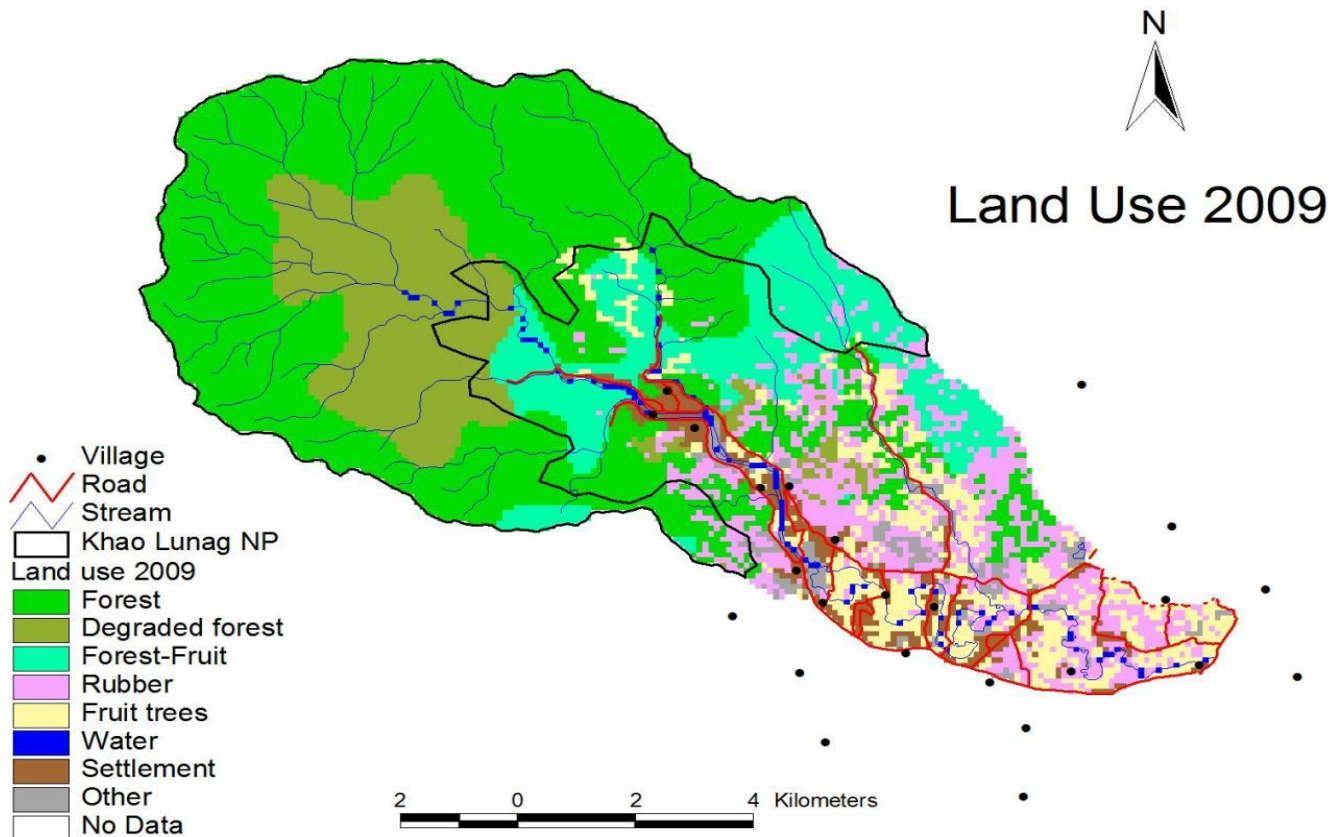 N
Land Use 2009
Village
Road
Stream
Khao Lunag NP
Land use 2009
Forest
Degraded forest
Forest-Fruit
Rubber
Fruit trees
Water
Settlement
Other
No Data
2 0 2 4 Kilometers